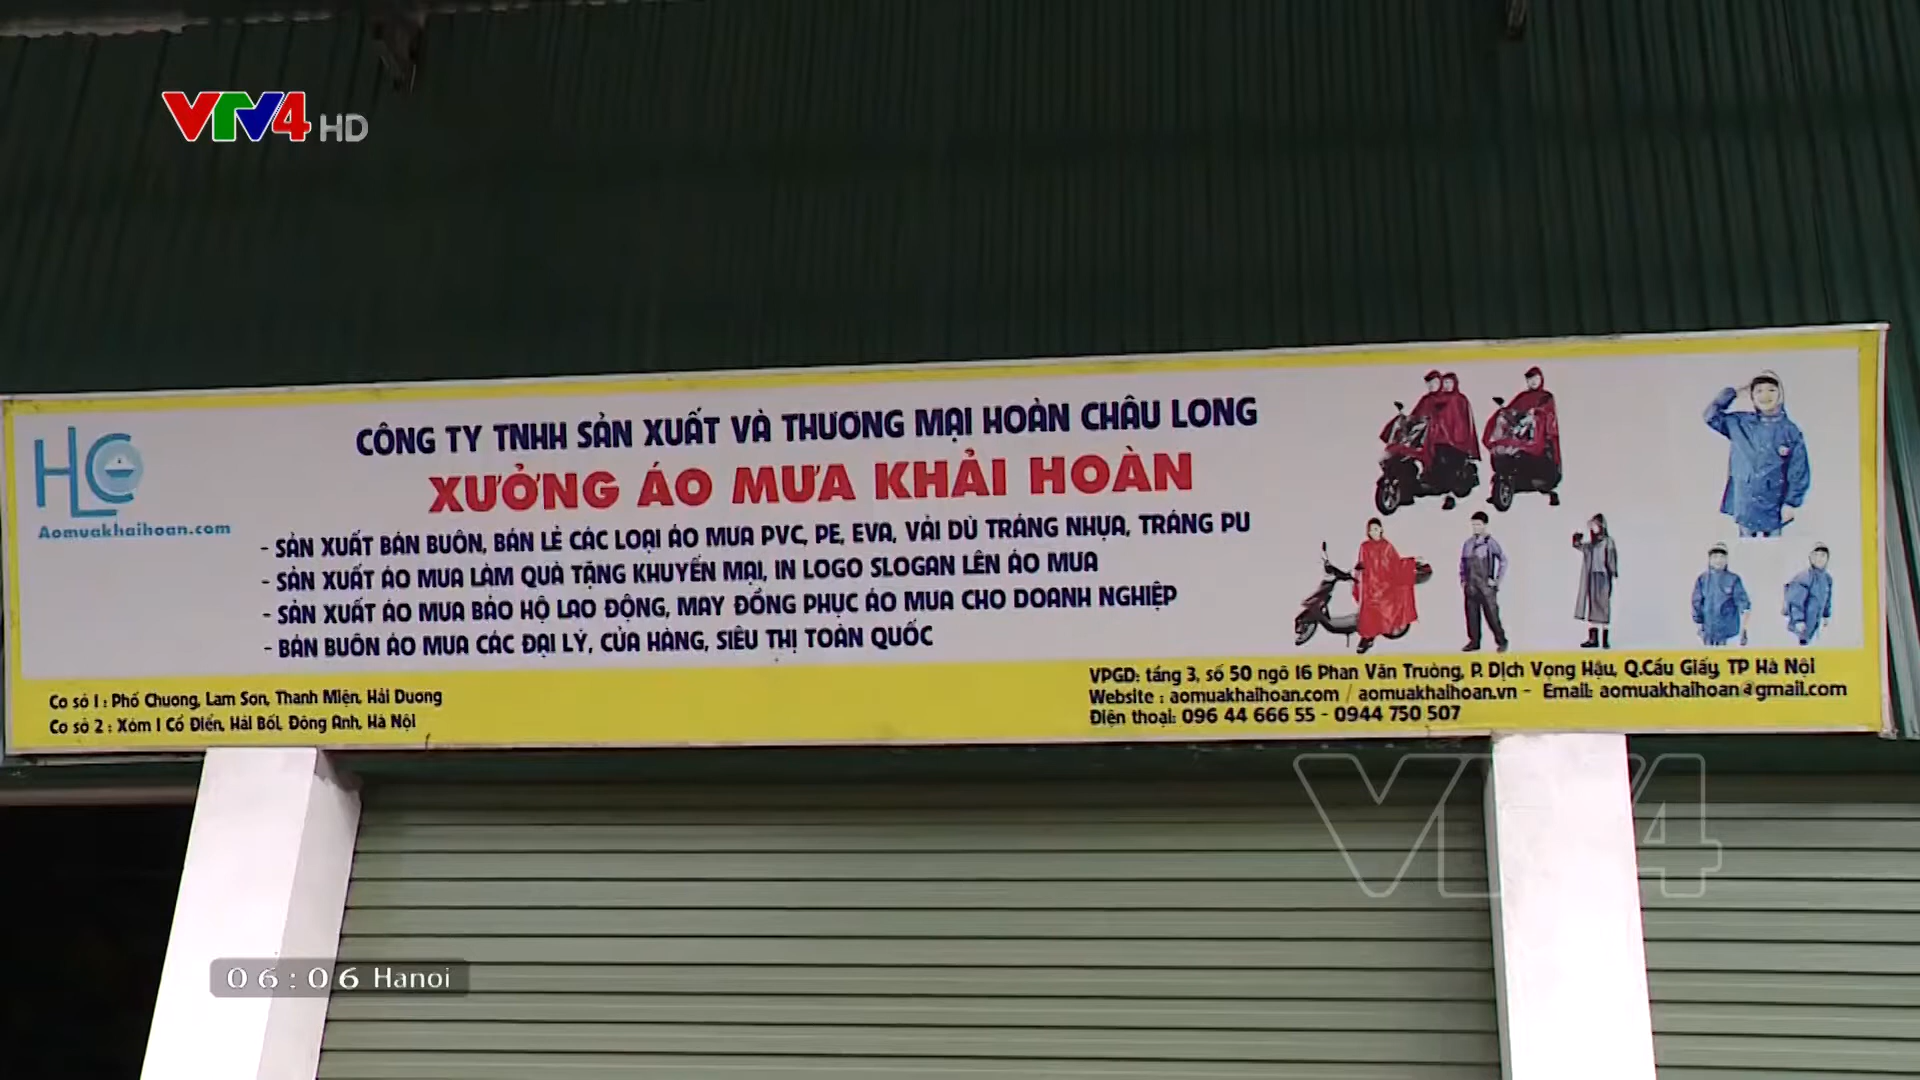 VTV4 HD
CÔNG TY TNHH SẢN XUẤT VÀ THƯƠNG MẠI HOÀN CHÂU LONG
XƯỞNG ÁO MƯA KHẢI HOÀN
HLC
Aomuakhaihoan.com
- SẢN XUẤT BÁN BUÔN, BÁN LẺ CÁC LOẠI ÁO MƯA PVC, PE, EVA, VẢI DÙ TRÁNG NHỰA, TRÁNG PU
- SẢN XUẤT ÁO MƯA LÀM QUÀ TẶNG KHUYẾN MẠI, IN LOGO SLOGAN LÊN ÁO MƯA
- SẢN XUẤT ÁO MƯA BẢO HỘ LAO ĐỘNG, MAY ĐỒNG PHỤC ÁO MƯA CHO DOANH NGHIỆP
- BÁN BUÔN ÁO MƯA CÁC ĐẠI LÝ, CỬA HÀNG, SIÊU THỊ TOÀN QUỐC
Cơ sở 1 : Phố Chương, Lam Sơn, Thanh Miện, Hải Dương
Cơ sở 2 : Xóm 1 Cổ Điển, Hải Bối, Đông Anh, Hà Nội
VPGD: tầng 3, số 50 ngõ 16 Phan Văn Trường, P. Dịch Vọng Hậu, Q.Cầu Giấy, TP Hà Nội
Website : aomuakhaihoan.com / aomuakhaihoan.vn - Email: aomuakhaihoan@gmail.com
Điện thoại: 096 44 666 55 - 0944 750 507
VTV4
06:06 Hanoi